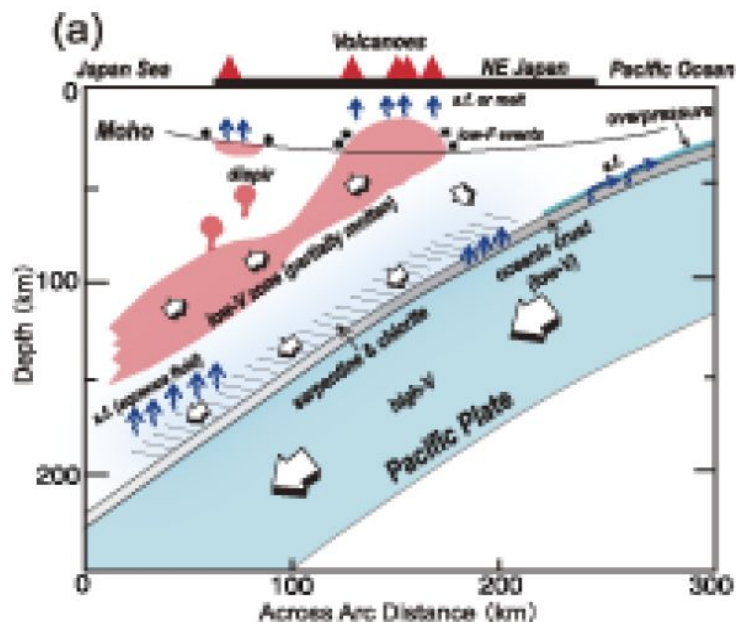 (a)
Volcanoes
Japan Sea
NE Japan
Pacific Ocean
0
a.f. or melt
overpressure
Moho
low-F events
a.f.
diapir
low-V zone (partially molten)
oceanic crust
(low-V)
100
Depth (km)
serpentine & chlorite
a.f. (aqueous fluid)
high-V
Pacific Plate
200
0
100
200
300
Across Arc Distance (km)